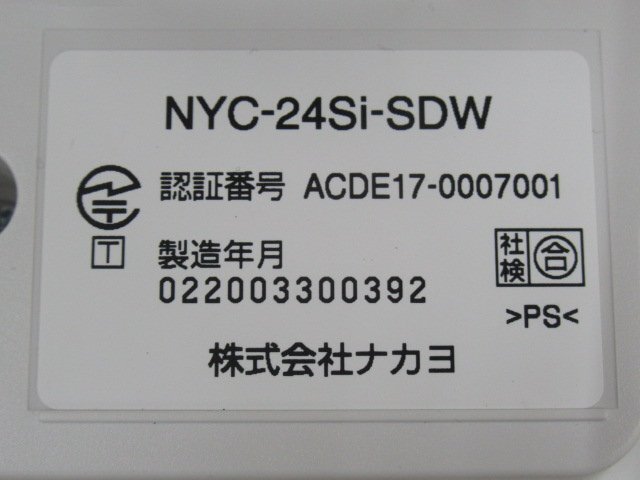 NYC-24Si-SDW
認証番号 ACDE17-0007001
T
製造年月
022003300392
社検 合
>PS<
株式会社ナカヨ